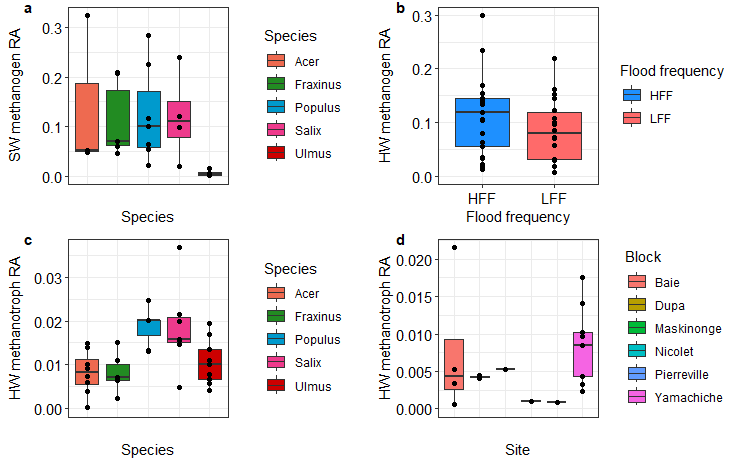 a
SW methanogen RA
0.3
0.2
0.1
0.0
Species
Species
Acer
Fraxinus
Populus
Salix
Ulmus
b
HW methanogen RA
0.3
0.2
0.1
0.0
HFF
LFF
Flood frequency
Flood frequency
HFF
LFF
c
HW methanotroph RA
0.03
0.02
0.01
0.00
Species
Species
Acer
Fraxinus
Populus
Salix
Ulmus
d
HW methanotroph RA
0.020
0.015
0.010
0.005
0.000
Site
Block
Baie
Dupa
Maskinonge
Nicolet
Pierreville
Yamachiche